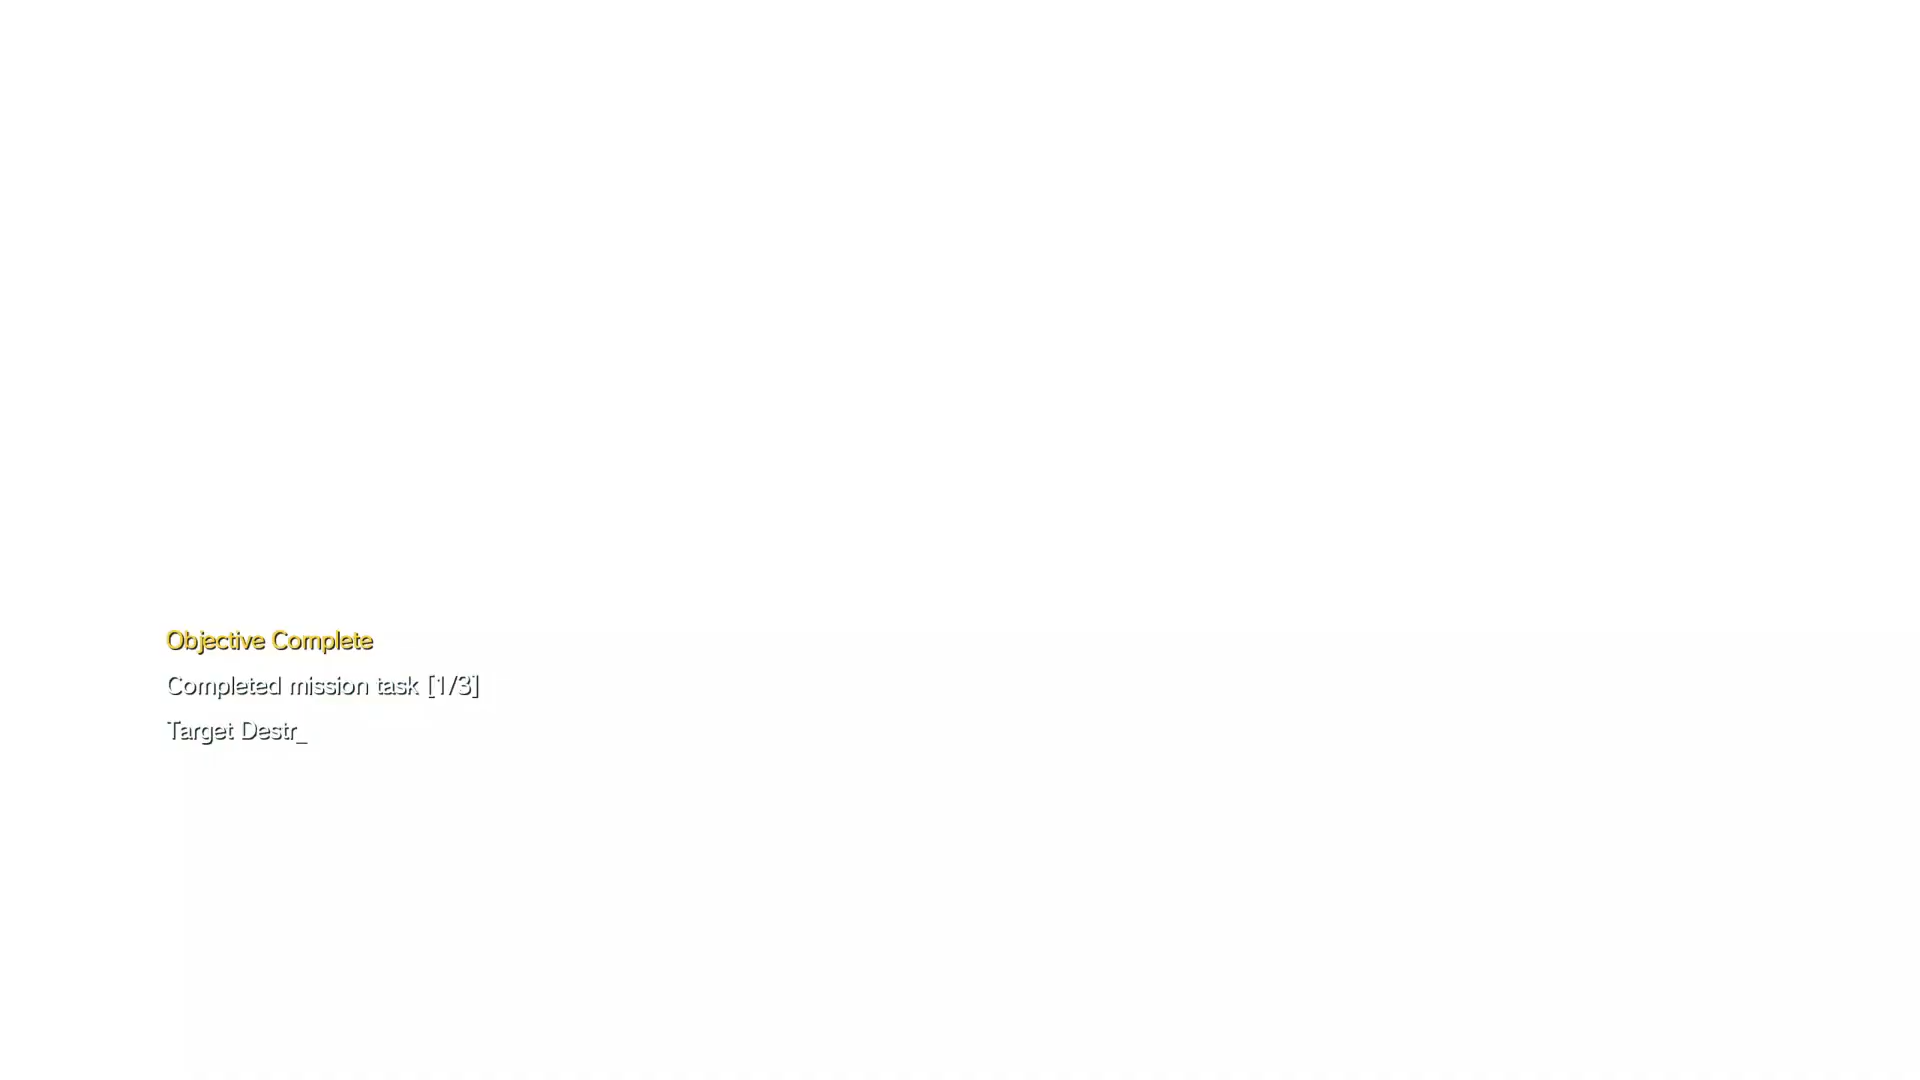 Objective Complete
Completed mission task [1/3]
Target Destr_